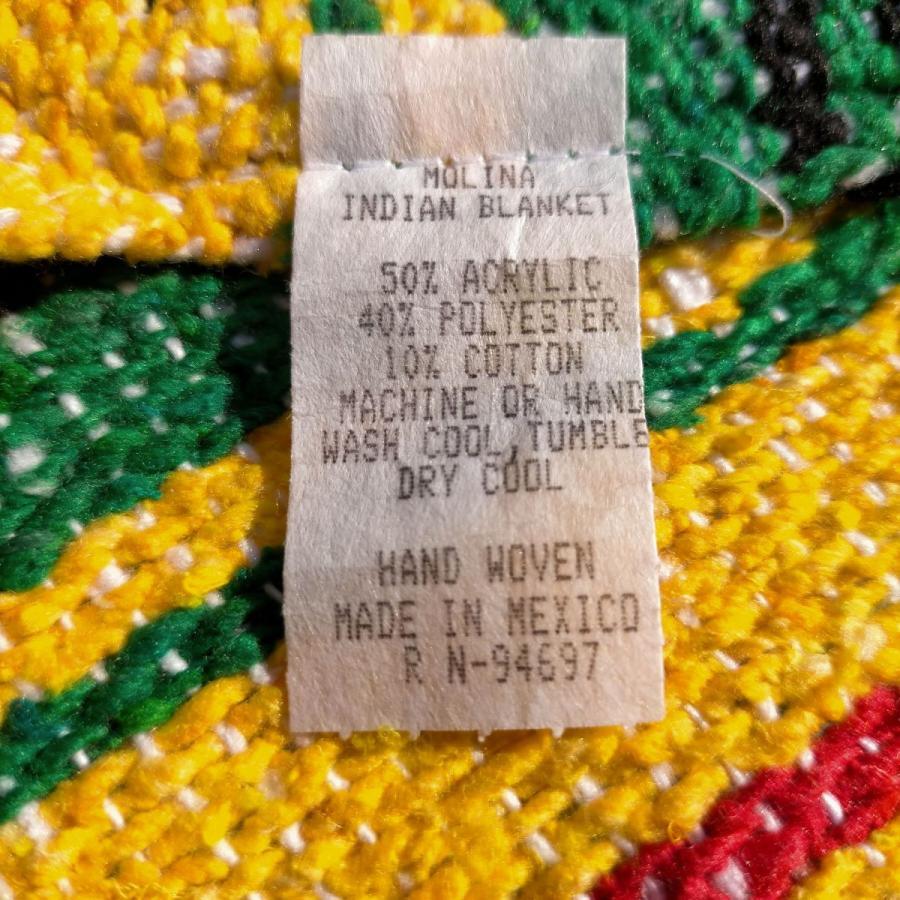 MOLINA
INDIAN BLANKET
50% ACRYLIC
40% POLYESTER
10% COTTON
MACHINE OR HAND
WASH COOL,TUMBLE
DRY COOL
HAND WOVEN
MADE IN MEXICO
R N-94697